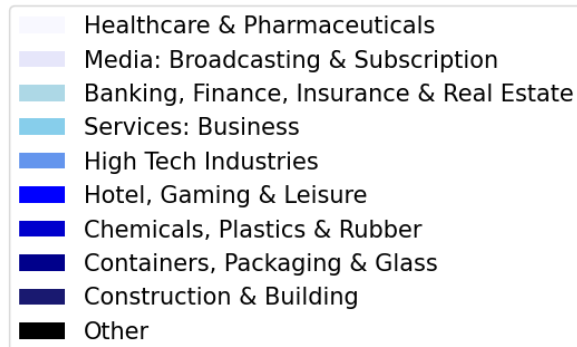 Healthcare & Pharmaceuticals
Media: Broadcasting & Subscription
Banking, Finance, Insurance & Real Estate
Services: Business
High Tech Industries
Hotel, Gaming & Leisure
Chemicals, Plastics & Rubber
Containers, Packaging & Glass
Construction & Building
Other